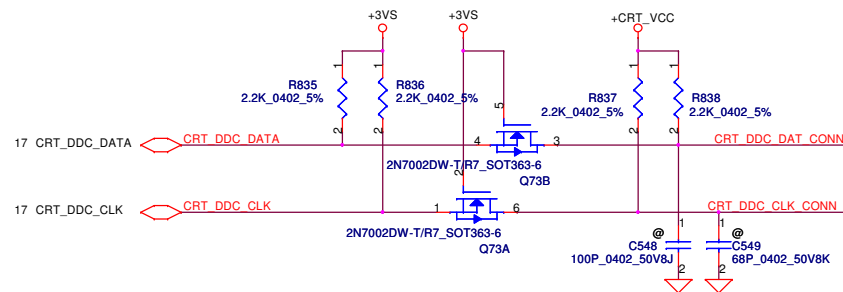 +3VS
+3VS
+CRT_VCC
1
1
1
1
R835
2.2K_0402_5%
R836
2.2K_0402_5%
5
R837
2.2K_0402_5%
R838
2.2K_0402_5%
2
2
2
2
17 CRT_DDC_DATA
CRT_DDC_DATA
4
3
CRT_DDC_DAT_CONN
2N7002DW-T/R7_SOT363-6
Q73B
2
17 CRT_DDC_CLK
CRT_DDC_CLK
1
6
CRT_DDC_CLK_CONN
2N7002DW-T/R7_SOT363-6
Q73A
1
1
@
@
C548
100P_0402_50V8J
C549
68P_0402_50V8K
2
2